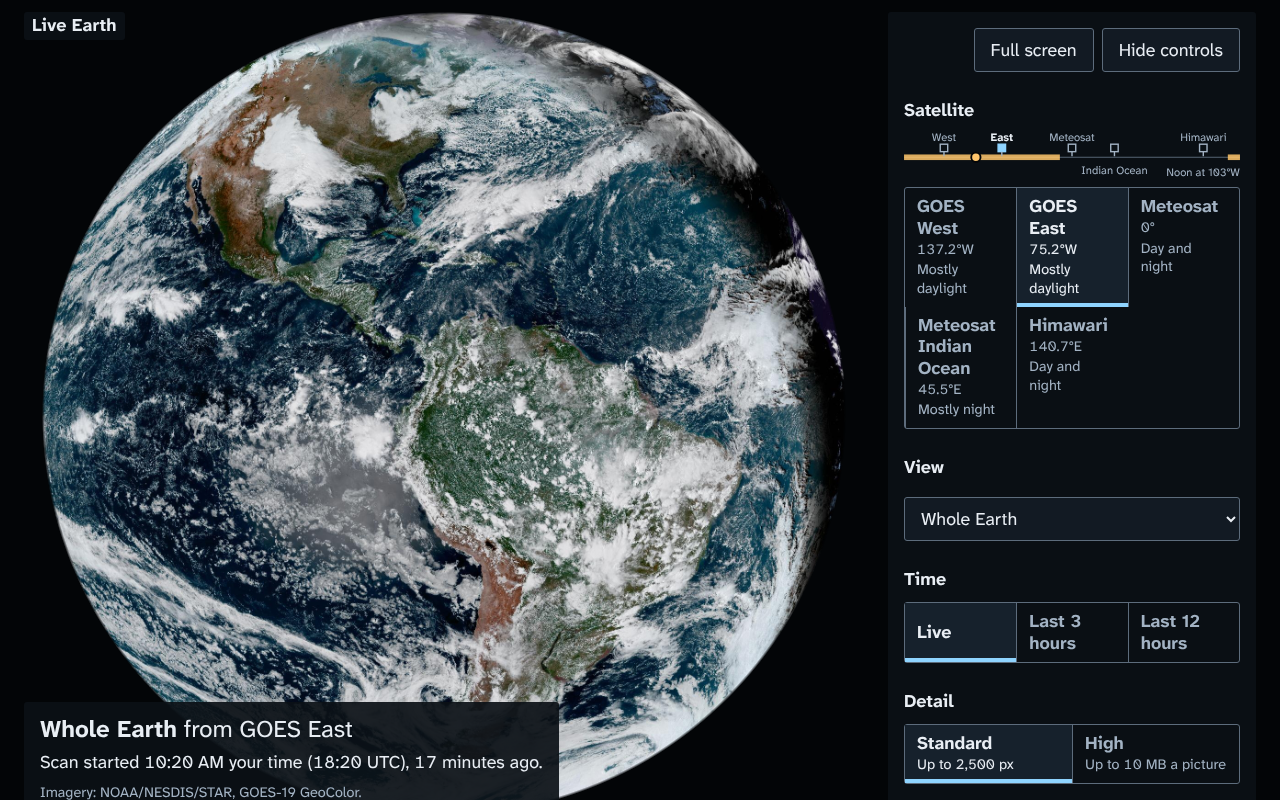 Live Earth
Full screen
Hide controls
Satellite
West
East
Meteosat
Himawari
Indian Ocean
Noon at 103°W
GOES
West
137.2°W
Mostly
daylight
GOES
East
75.2°W
Mostly
daylight
Meteosat
0°
Day and
night
Meteosat
Indian
Ocean
45.5°E
Mostly night
Himawari
140.7°E
Day and
night
View
Whole Earth
Time
Live
Last 3
hours
Last 12
hours
Detail
Standard
Up to 2,500 px
High
Up to 10 MB a picture
Whole Earth from GOES East
Scan started 10:20 AM your time (18:20 UTC), 17 minutes ago.
Imagery: NOAA/NESDIS/STAR, GOES-19 GeoColor.